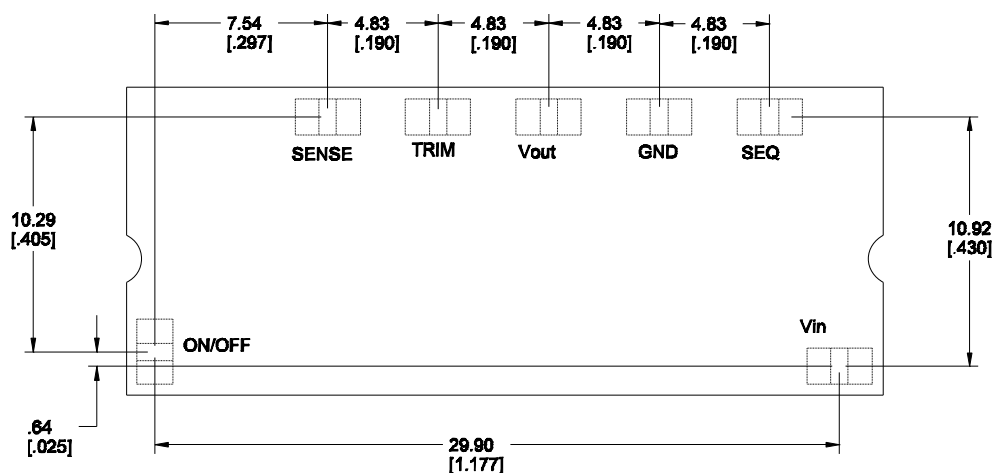 7.54
[.297]
4.83
[.190]
4.83
[.190]
4.83
[.190]
4.83
[.190]
SENSE
TRIM
Vout
GND
SEQ
10.29
[.405]
10.92
[.430]
ON/OFF
Vin
.64
[.025]
29.90
[1.177]